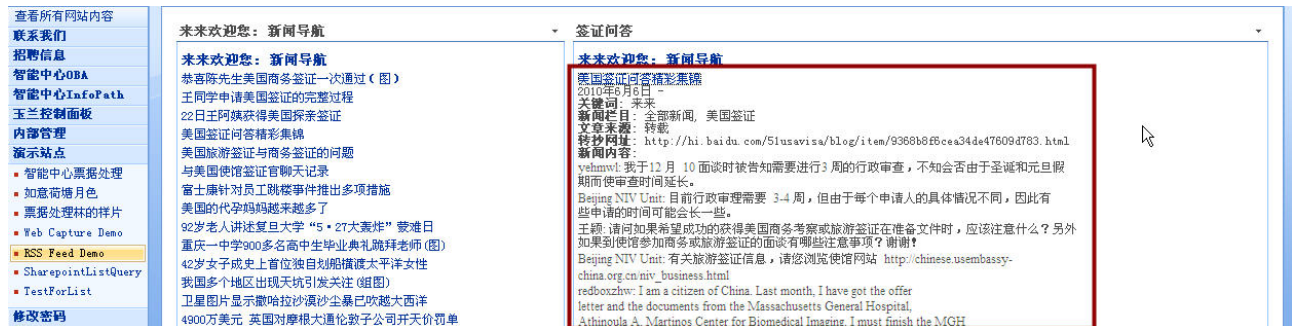 查看所有网站内容
联系我们
招聘信息
智能中心OBA
智能中心InfoPath
玉兰控制面板
内部管理
演示站点
智能中心票据处理
如意荷塘月色
票据处理林的祥片
Web Capture Demo
RSS Feed Demo
SharepointListQuery
TestForList
修改密码
来来欢迎您：新闻导航
来来欢迎您：新闻导航
恭喜陈先生美国商务签证一次通过(图)
王同学申请美国签证的完整过程
22日王阿姨获得美国探亲签证
美国签证问答精彩集锦
美国旅游签证与商务签证的问题
与美国使馆签证官聊天记录
富士康针对员工跳楼事件推出多项措施
美国的代孕妈妈越来越多了
92岁老人讲述复旦大学“5·27大轰炸”蒙难日
重庆一中学900多名高中生毕业典礼跪拜老师(图)
42岁女子成史上首位独自划船横渡太平洋女性
我国多个地区出现天坑引发关注(组图)
卫星图片显示撒哈拉沙漠沙尘暴已吹越大西洋
4900万美元 英国对摩根大通伦敦子公司开天价罚单
签证问答
来来欢迎您：新闻导航
美国签证问答精彩集锦
2010年6月6日 -
关键词：来来
新闻栏目：全部新闻，美国签证
文章来源：转载
转抄网址：http://hi.baidu.com/51usavisa/blog/item/9368b8f6cea34de47609d783.html
新闻内容：
yehmwl: 我于12 月 10 面谈时被告知需要进行3 周的行政审查，不知会否由于圣诞和元旦假
期而使审查时间延长。
Beijing NIV Unit: 目前行政审理需要 3-4 周，但由于每个申请人的具体情况不同，因此有
些申请的时间可能会长一些。
王颖: 请问如果希望成功的获得美国商务考察或旅游签证在准备文件时，应该注意什么？另外
如果到使馆参加商务或旅游签证的面谈有哪些注意事项？谢谢！
Beijing NIV Unit: 有关旅游签证信息，请您浏览使馆网站 http://chinese.usembassy-
china.org.cn/niv_business.html
redboxzhw: I am a citizen of China. Last month, I have got the offer
letter and the documents from the Massachusetts General Hospital,
Athinoula A. Martinos Center for Biomedical Imaging. I must finish the MGH